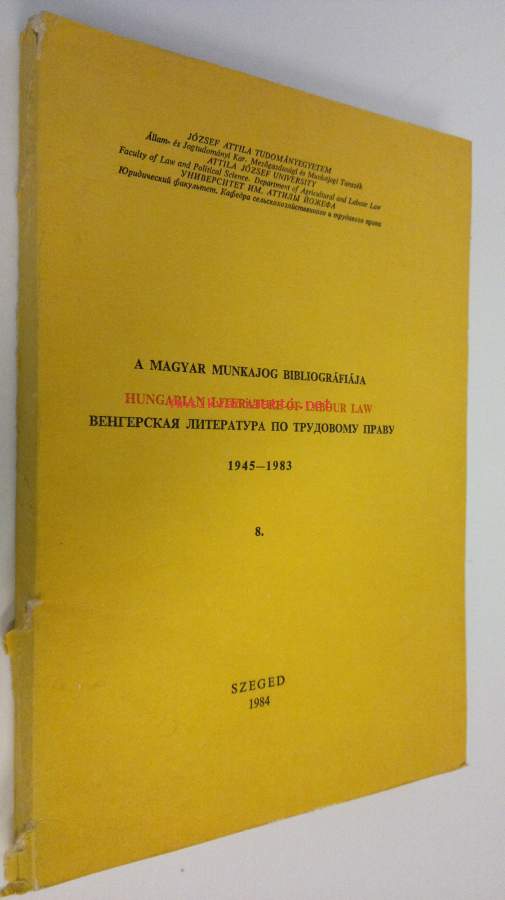 JÓZSEF ATTILA TUDOMÁNYEGYETEM
Állam- és Jogtudományi Kar. Mezőgazdasági és Munkajogi Tanszék
ATTILA JÓZSEF UNIVERSITY
Faculty of Law and Political Science. Department of Agricultural and Labour Law
УНИВЕРСИТЕТ ИМ. АТТИЛЫ ЙОЖЕФА
Юридический факультет. Кафедра сельскохозяйственного и трудового права
A MAGYAR MUNKAJOG BIBLIOGRÁFIÁJA
HUNGARIAN LITERATURE OF LABOUR LAW
ВЕНГЕРСКАЯ ЛИТЕРАТУРА ПО ТРУДОВОМУ ПРАВУ
1945—1983
8.
SZEGED
1984